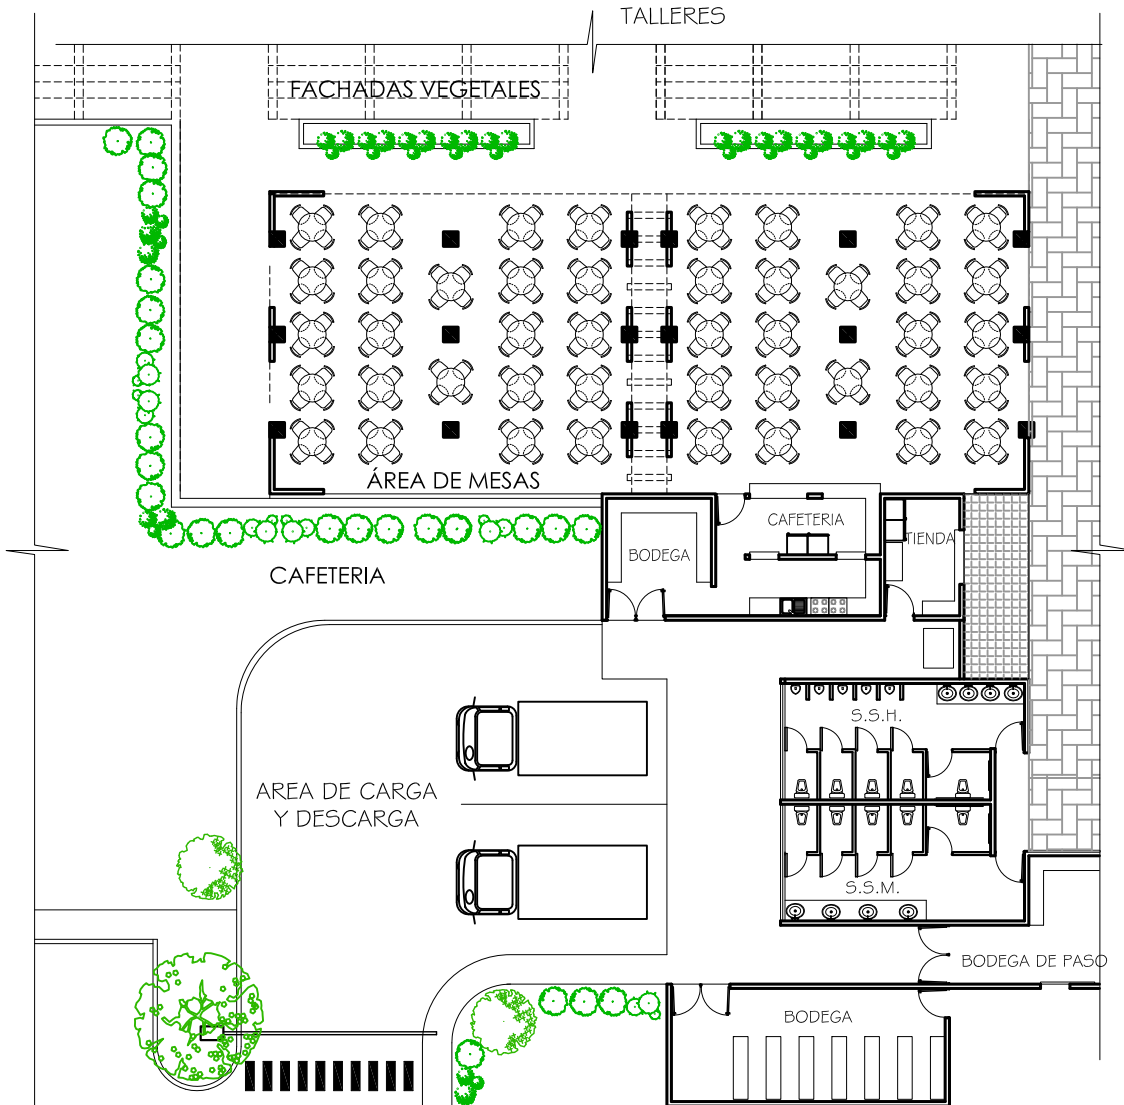 TALLERES
FACHADAS VEGETALES
ÁREA DE MESAS
CAFETERIA
BODEGA
TIENDA
CAFETERIA
S.S.H.
AREA DE CARGA
Y DESCARGA
S.S.M.
BODEGA DE PASO
BODEGA